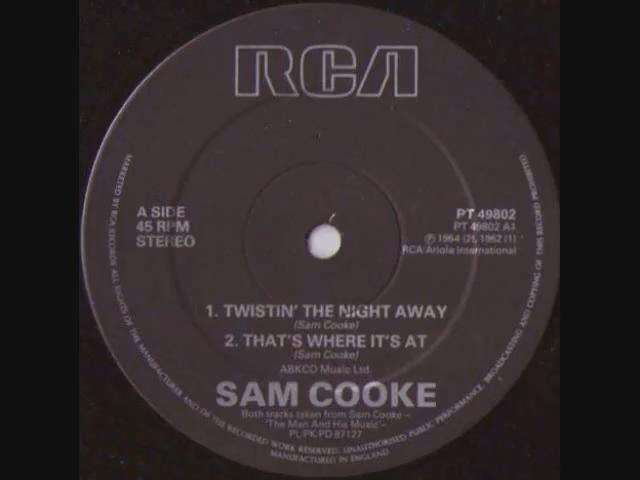 RCA
A SIDE
45 RPM
STEREO
PT 49802
PT 49802 A1
℗ 1964 (2), 1962 (1)
RCA/Ariola International
1. TWISTIN' THE NIGHT AWAY
(Sam Cooke)
2. THAT'S WHERE IT'S AT
(Sam Cooke)
ABKCO Music Ltd.
SAM COOKE
Both tracks taken from Sam Cooke –
'The Man And His Music' –
PL/PK/PD 87127
MARKETED BY RCA RECORDS. ALL RIGHTS OF THE MANUFACTURER AND OF THE OWNER OF THE RECORDED WORK RESERVED. UNAUTHORISED PUBLIC PERFORMANCE, BROADCASTING AND COPYING OF THIS RECORD PROHIBITED
MANUFACTURED IN ENGLAND.